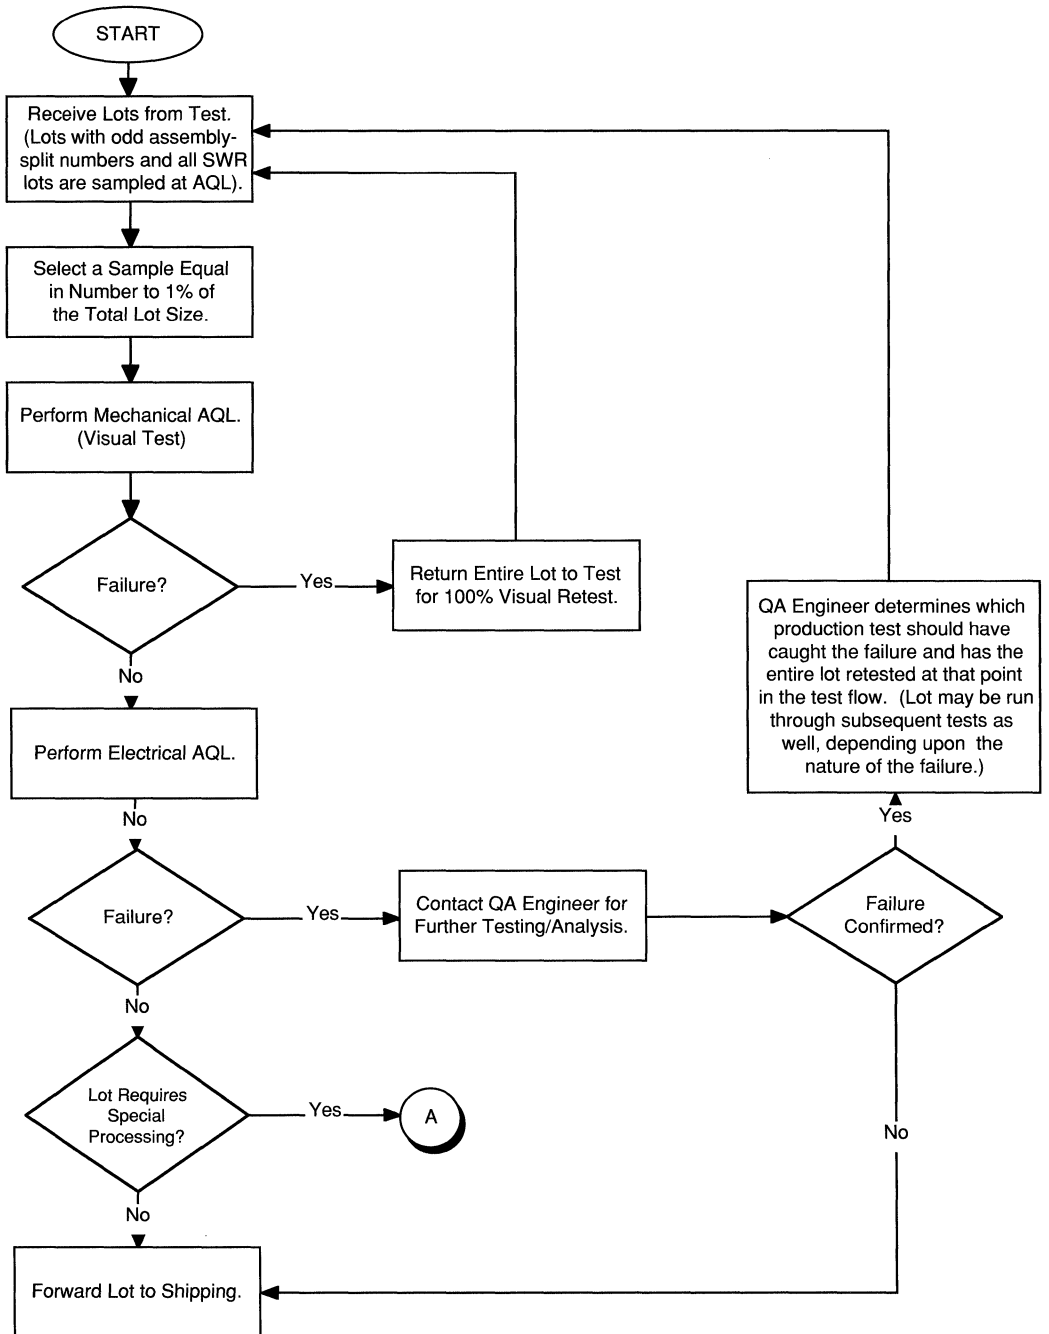 START
Receive Lots from Test.
(Lots with odd assembly-
split numbers and all SWR
lots are sampled at AQL).
Select a Sample Equal
in Number to 1% of
the Total Lot Size.
Perform Mechanical AQL.
(Visual Test)
Failure?
Yes
Return Entire Lot to Test
for 100% Visual Retest.
No
Perform Electrical AQL.
No
Failure?
Yes
Contact QA Engineer for
Further Testing/Analysis.
Failure
Confirmed?
Yes
QA Engineer determines which
production test should have
caught the failure and has the
entire lot retested at that point
in the test flow.  (Lot may be run
through subsequent tests as
well, depending upon  the
nature of the failure.)
No
No
Lot Requires
Special
Processing?
Yes
A
No
Forward Lot to Shipping.